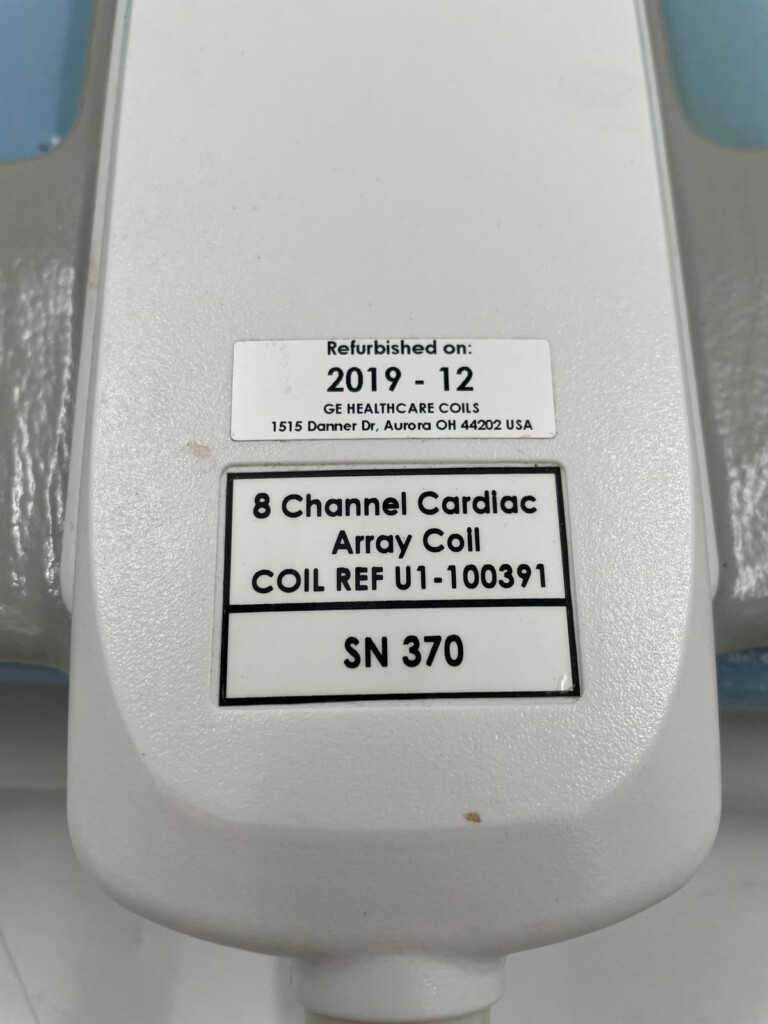 Refurbished on:
2019 - 12
GE HEALTHCARE COILS
1515 Danner Dr, Aurora OH 44202 USA
8 Channel Cardiac
Array Coil
COIL REF U1-100391
SN 370